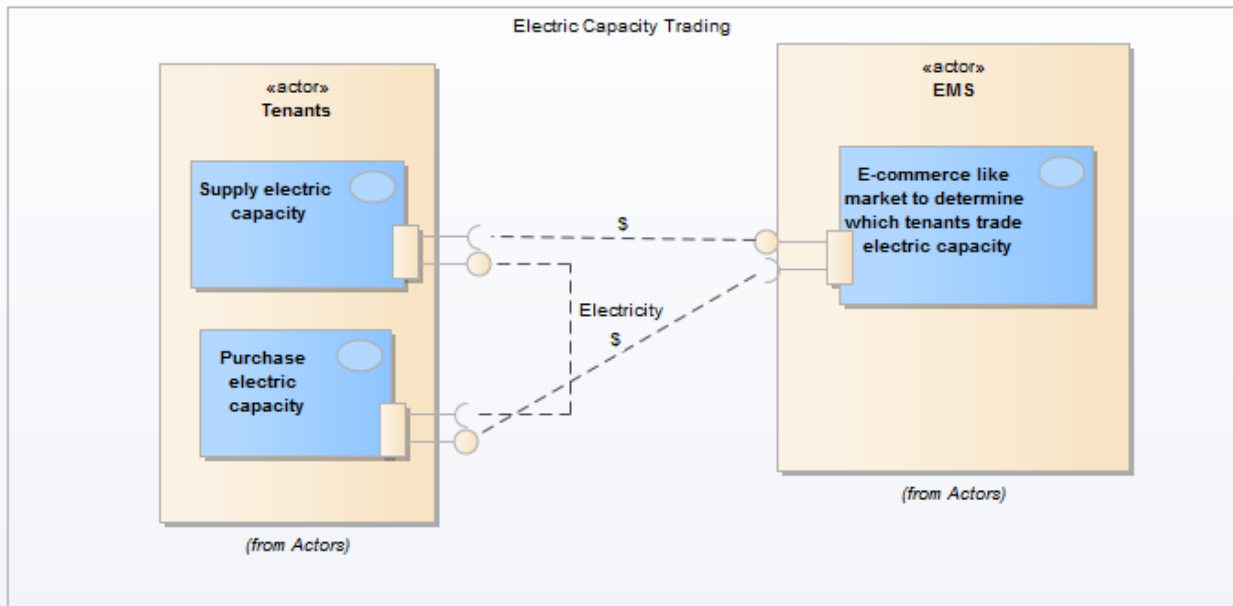 Electric Capacity Trading
«actor»
Tenants
Supply electric
capacity
Purchase
electric
capacity
(from Actors)
$
Electricity
$
«actor»
EMS
E-commerce like
market to determine
which tenants trade
electric capacity
(from Actors)